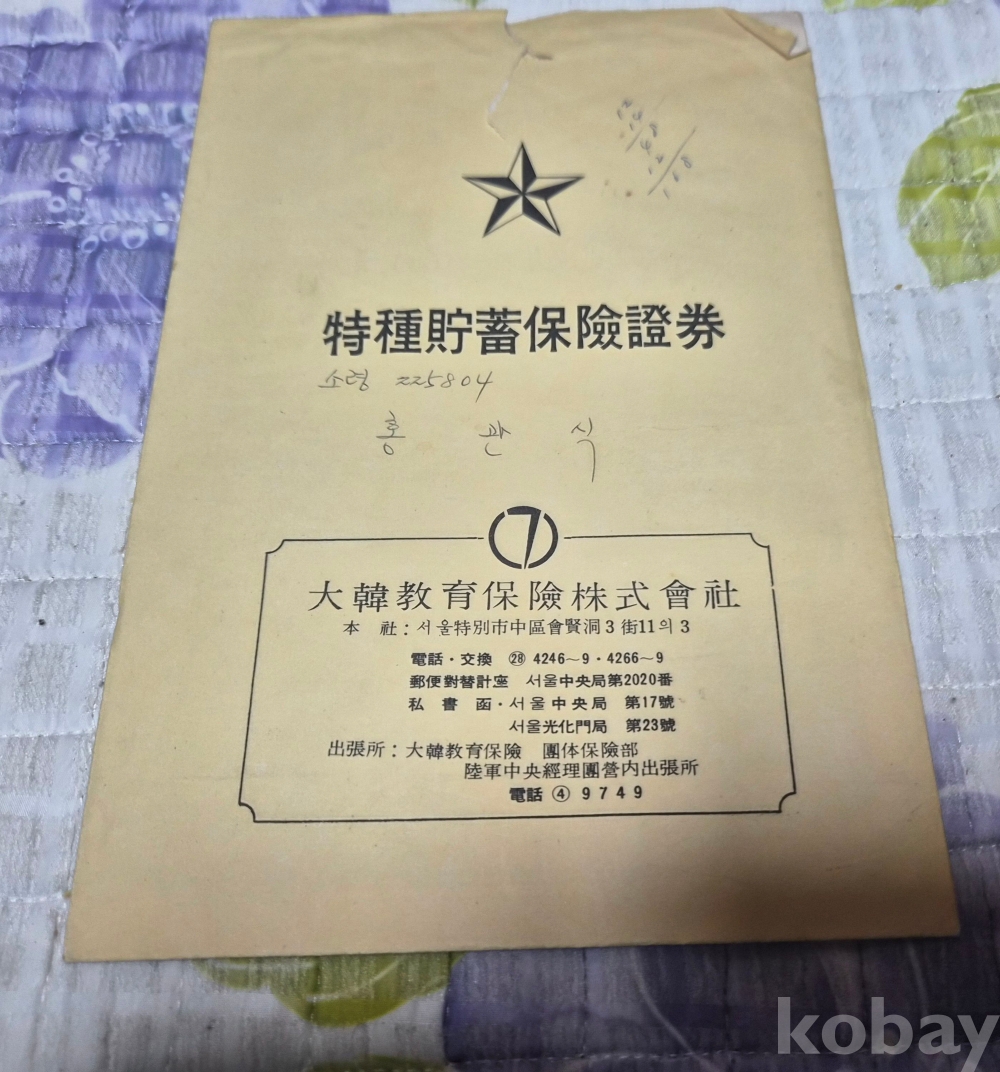 特種貯蓄保險證券
소령 225804
홍 관 식
大韓教育保險株式會社
本 社 : 서울特別市中區會賢洞3街11의3
電話・交換 ㉘ 4246～9・4266～9
郵便對替計座 서울中央局第2020番
私書函・서울中央局 第17號
서울光化門局 第23號
出張所 : 大韓教育保險 團体保險部
陸軍中央經理團營內出張所
電話 ④ 9749
kobay